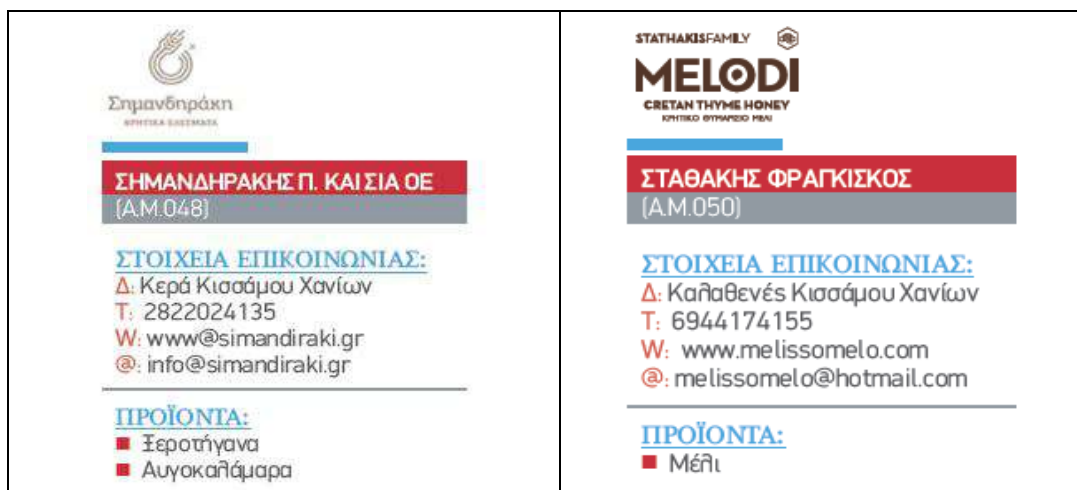 Σημανδηράκη
ΚΡΗΤΙΚΑ ΕΔΕΣΜΑΤΑ
ΣΗΜΑΝΔΗΡΑΚΗΣ Π. ΚΑΙ ΣΙΑ ΟΕ
(Α.Μ.048)
ΣΤΟΙΧΕΙΑ ΕΠΙΚΟΙΝΩΝΙΑΣ:
Δ: Κερά Κισσάμου Χανίων
Τ: 2822024135
W: www@simandiraki.gr
@: info@simandiraki.gr
ΠΡΟΪΟΝΤΑ:
Ξεροτήγανα
Αυγοκαλάμαρα
STATHAKISFAMILY
MELODI
CRETAN THYME HONEY
ΚΡΗΤΙΚΟ ΘΥΜΑΡΙΣΙΟ ΜΕΛΙ
ΣΤΑΘΑΚΗΣ ΦΡΑΓΚΙΣΚΟΣ
(Α.Μ.050)
ΣΤΟΙΧΕΙΑ ΕΠΙΚΟΙΝΩΝΙΑΣ:
Δ: Καλαθενές Κισσάμου Χανίων
Τ: 6944174155
W: www.melissomelo.com
@: melissomelo@hotmail.com
ΠΡΟΪΟΝΤΑ:
Μέλι